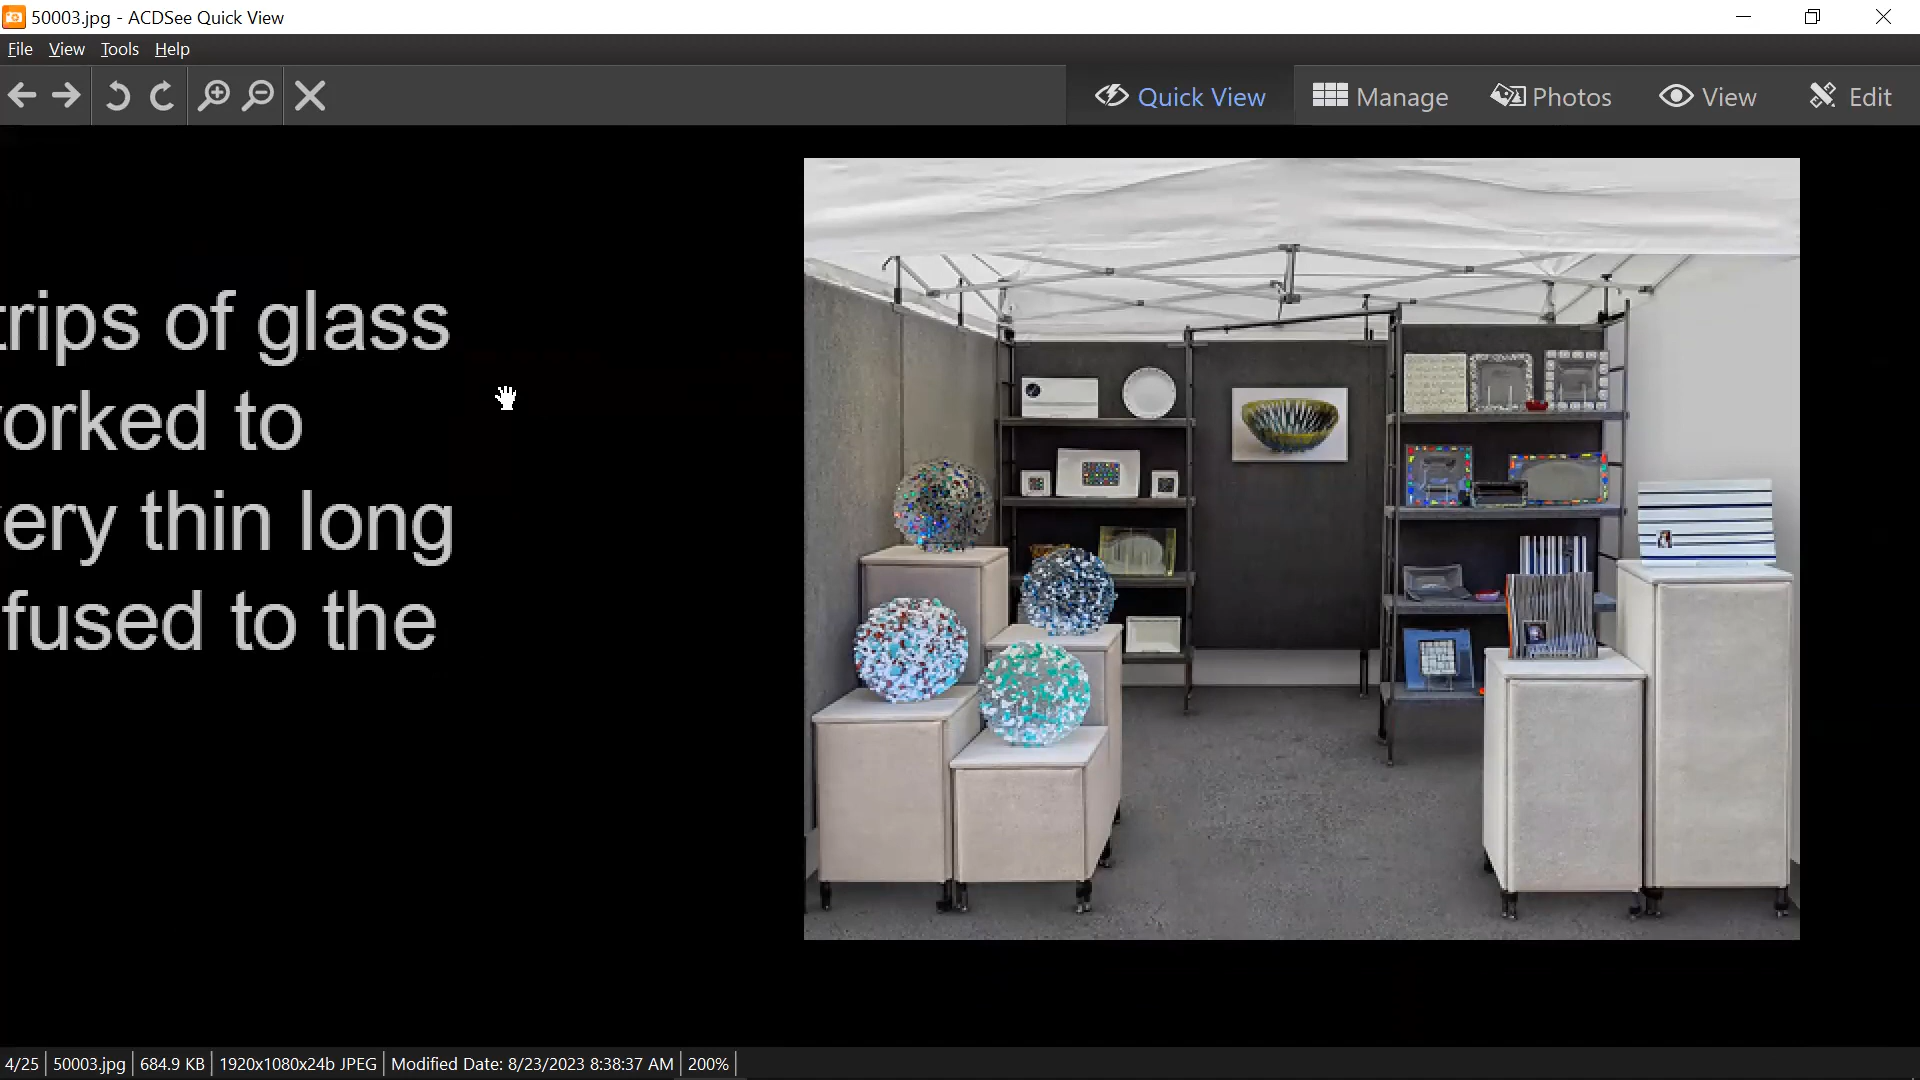 50003.jpg - ACDSee Quick View
File View Tools Help
Quick View Manage Photos View Edit
trips of glass
orked to
ery thin long
fused to the
4/25 50003.jpg 684.9 KB 1920x1080x24b JPEG Modified Date: 8/23/2023 8:38:37 AM 200%